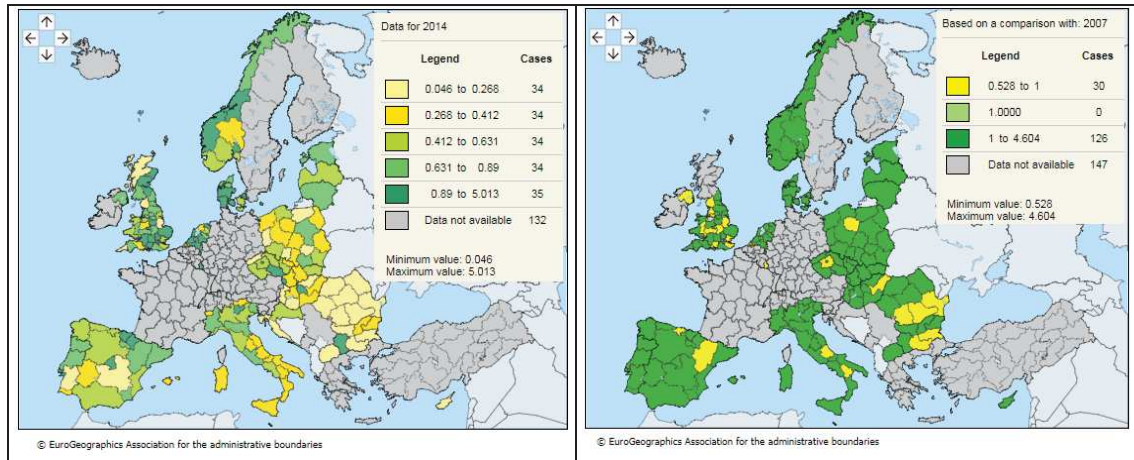 Data for 2014
Legend Cases
0.046 to 0.268 34
0.268 to 0.412 34
0.412 to 0.631 34
0.631 to 0.89 34
0.89 to 5.013 35
Data not available 132
Minimum value: 0.046
Maximum value: 5.013
© EuroGeographics Association for the administrative boundaries
Based on a comparison with: 2007
Legend Cases
0.528 to 1 30
1.0000 0
1 to 4.604 126
Data not available 147
Minimum value: 0.528
Maximum value: 4.604
© EuroGeographics Association for the administrative boundaries